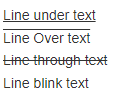 Line under text
Line Over text
Line through text
Line blink text